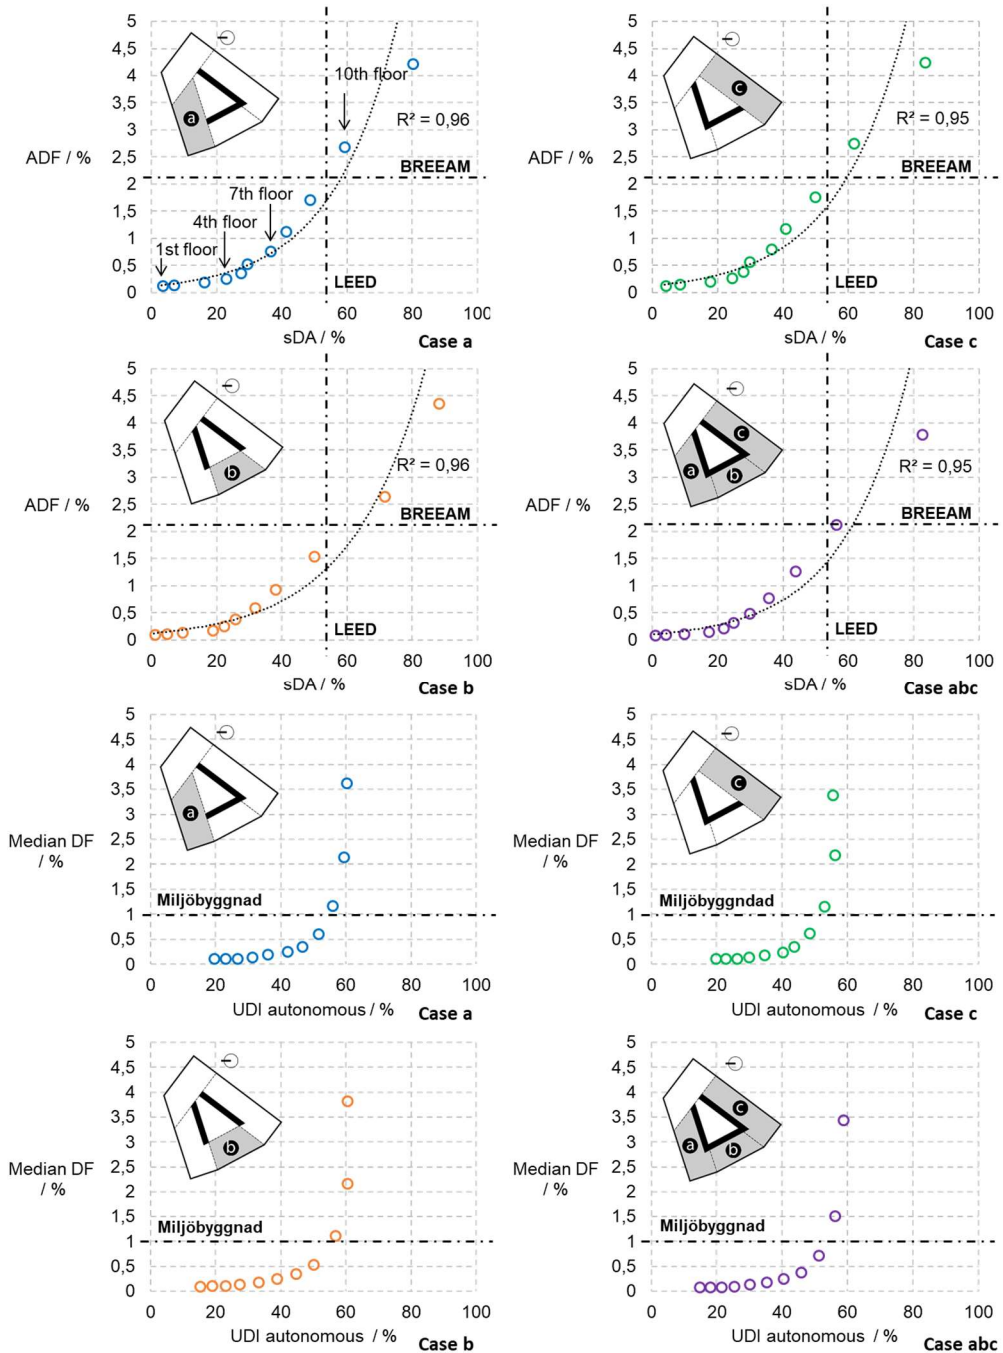 5
4,5
4
3,5
3
2,5
2
1,5
1
0,5
0
ADF / %
a
10th floor
R² = 0,96
BREEAM
7th floor
4th floor
1st floor
LEED
0 20 40 60 80 100
sDA / %
Case a
5
4,5
4
3,5
3
2,5
2
1,5
1
0,5
0
ADF / %
c
R² = 0,95
BREEAM
LEED
0 20 40 60 80 100
sDA / %
Case c
5
4,5
4
3,5
3
2,5
2
1,5
1
0,5
0
ADF / %
b
R² = 0,96
BREEAM
LEED
0 20 40 60 80 100
sDA / %
Case b
5
4,5
4
3,5
3
2,5
2
1,5
1
0,5
0
ADF / %
c
a
b
R² = 0,95
BREEAM
LEED
0 20 40 60 80 100
sDA / %
Case abc
5
4,5
4
3,5
3
2,5
2
1,5
1
0,5
0
Median DF
/ %
a
Miljöbyggnad
0 20 40 60 80 100
UDI autonomous / %
Case a
5
4,5
4
3,5
3
2,5
2
1,5
1
0,5
0
Median DF
/ %
c
Miljöbyggndad
0 20 40 60 80 100
UDI autonomous / %
Case c
5
4,5
4
3,5
3
2,5
2
1,5
1
0,5
0
Median DF
/ %
b
Miljöbyggnad
0 20 40 60 80 100
UDI autonomous / %
Case b
5
4,5
4
3,5
3
2,5
2
1,5
1
0,5
0
Median DF
/ %
c
a
b
Miljöbyggnad
0 20 40 60 80 100
UDI autonomous / %
Case abc